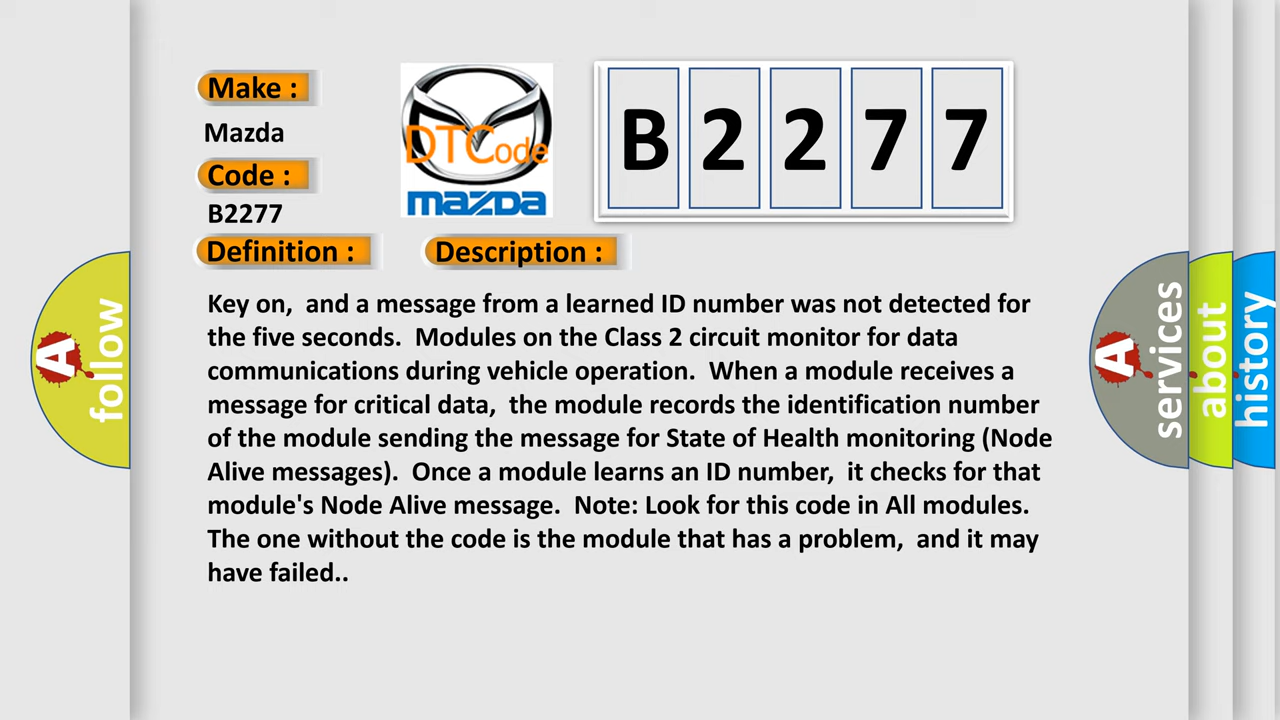 Make :
Mazda
Code :
B2277
Definition :
Description :
DTCode
mazda
B 2 2 7 7
Key on, and a message from a learned ID number was not detected for
the five seconds Modules on the Class 2 circuit monitor for data
communications during vehicle operation When a module receives a
message for critical data, the module records the identification number
of the module sending the message for State of Health monitoring (Node
Alive messages) Once a module learns an ID number, it checks for that
module's Node Alive message Note: Look for this code in All modules.
The one without the code is the module that has a problem, and it may
have failed..
A follow
A services
about
history